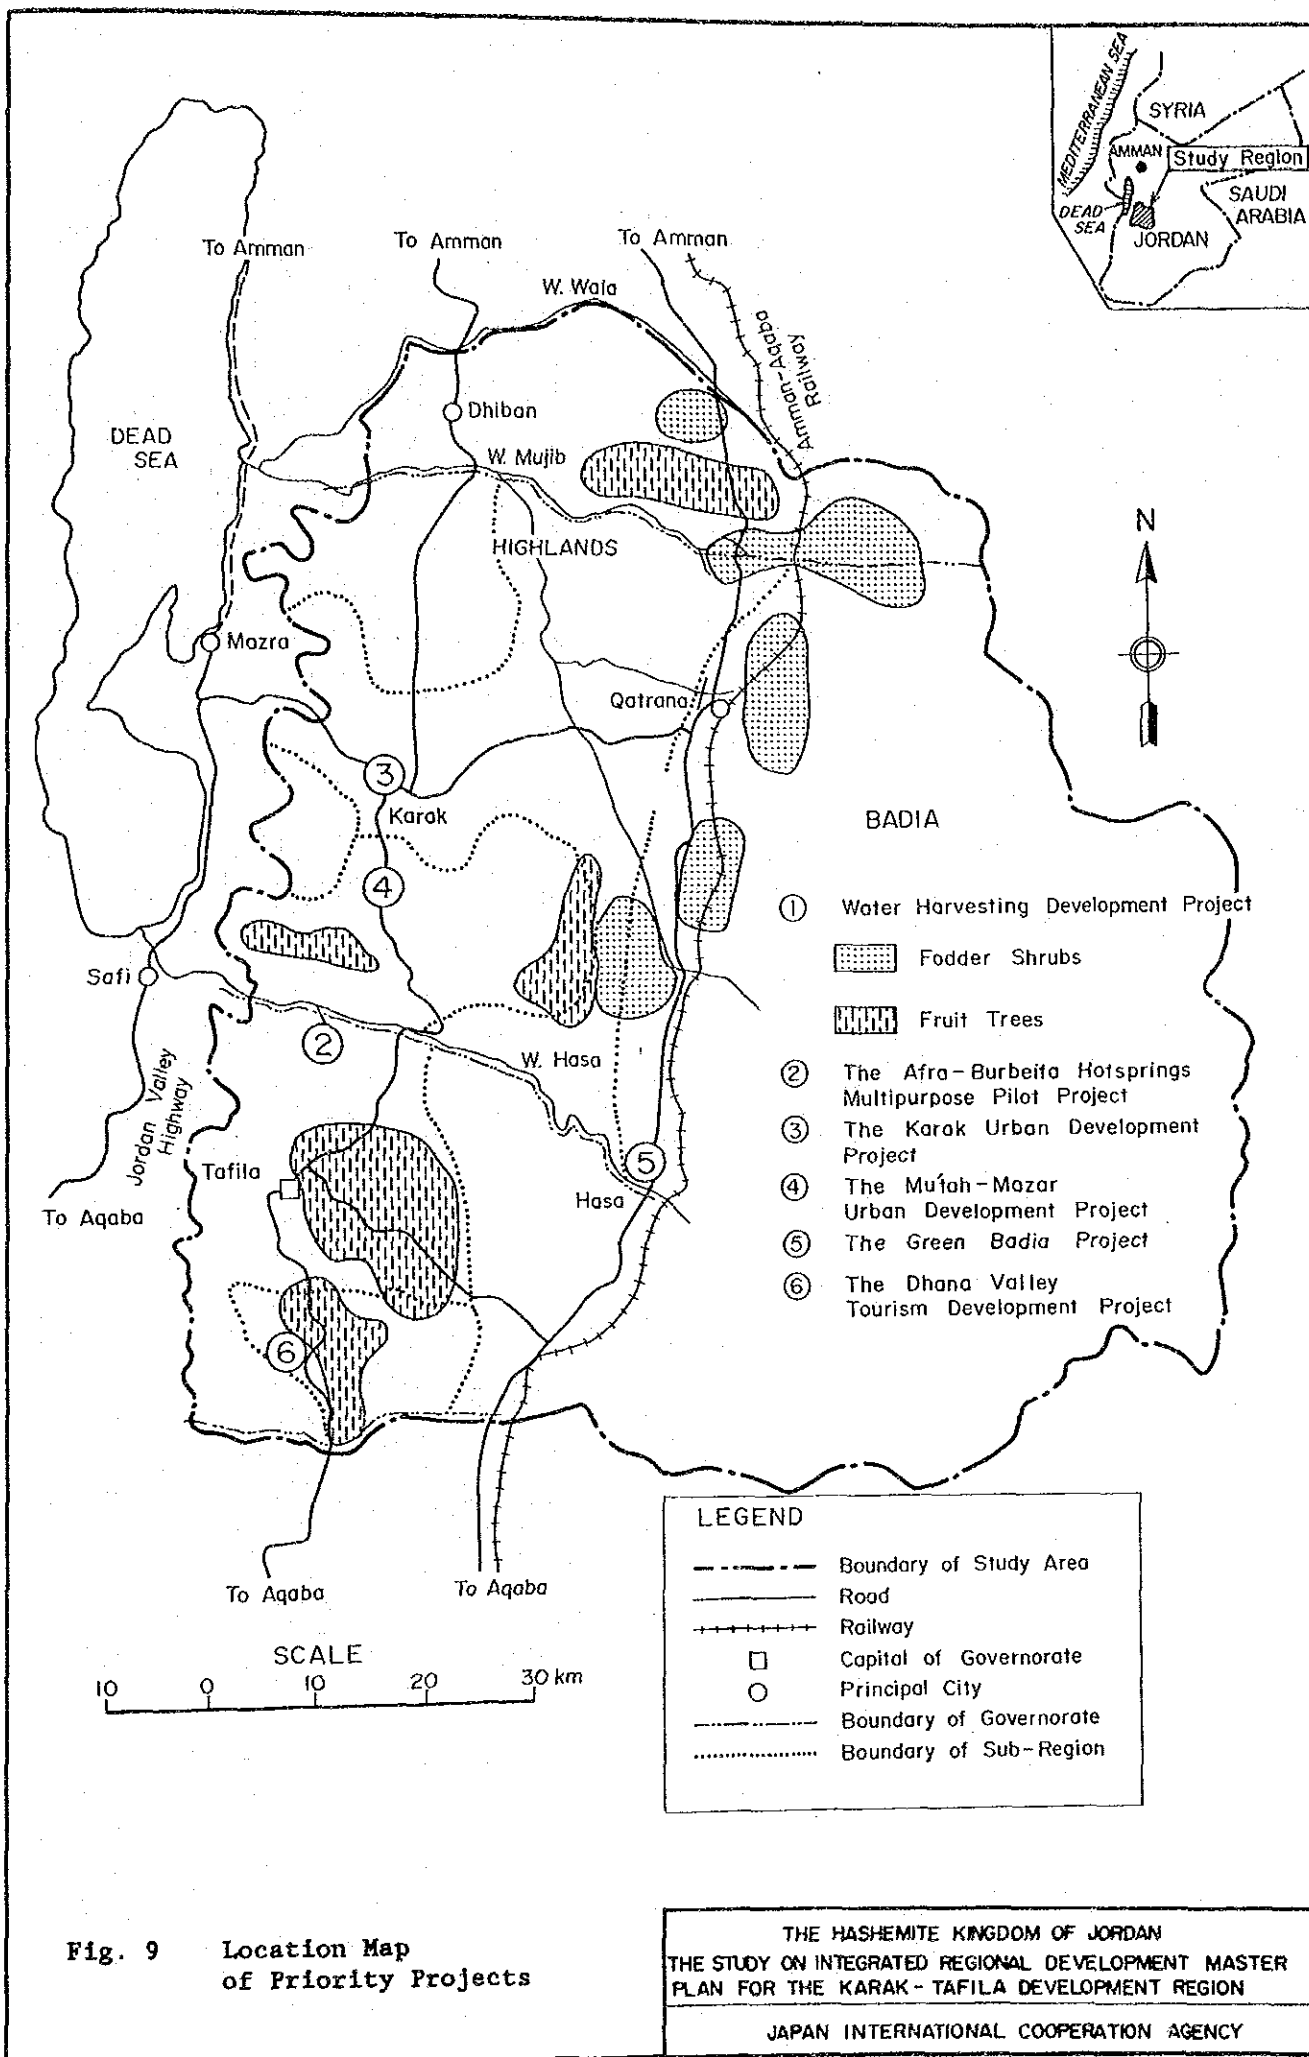 MEDITERRANEAN SEA
SYRIA
AMMAN
Study Region
SAUDI
ARABIA
DEAD
SEA
JORDAN
To Amman
To Amman
To Amman
W. Wala
Amman-Aqaba
Railway
Dhiban
DEAD
SEA
W. Mujib
HIGHLANDS
N
Mazra
Qatrana
3
Karak
BADIA
4
1 Water Harvesting Development Project
Fodder Shrubs
Safi
Fruit Trees
2
W. Hasa
2 The Afra-Burbeita Hotsprings
Multipurpose Pilot Project
Jordan Valley
Highway
3 The Karak Urban Development
Project
Tafila
5
Hasa
4 The Mu'tah-Mazar
Urban Development Project
To Aqaba
5 The Green Badia Project
6 The Dhana Valley
Tourism Development Project
6
LEGEND
Boundary of Study Area
Road
Railway
Capital of Governorate
Principal City
Boundary of Governorate
Boundary of Sub-Region
To Aqaba
To Aqaba
SCALE
10 0 10 20 30 km
Fig. 9 Location Map
of Priority Projects
THE HASHEMITE KINGDOM OF JORDAN
THE STUDY ON INTEGRATED REGIONAL DEVELOPMENT MASTER
PLAN FOR THE KARAK-TAFILA DEVELOPMENT REGION
JAPAN INTERNATIONAL COOPERATION AGENCY